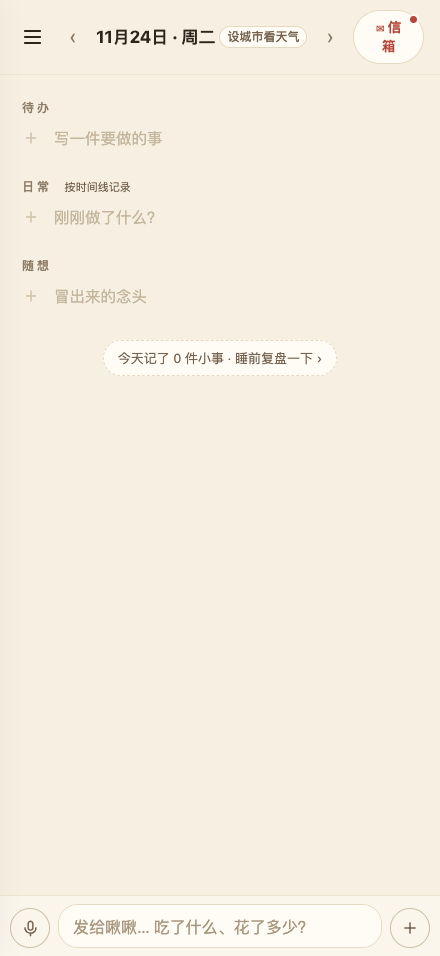 11月24日 · 周二
设城市看天气
✉ 信
箱
待办
日常 按时间线记录
写一件要做的事
刚刚做了什么?
随想
冒出来的念头
今天记了 0 件小事 · 睡前复盘一下 ›
发给啾啾... 吃了什么、花了多少?